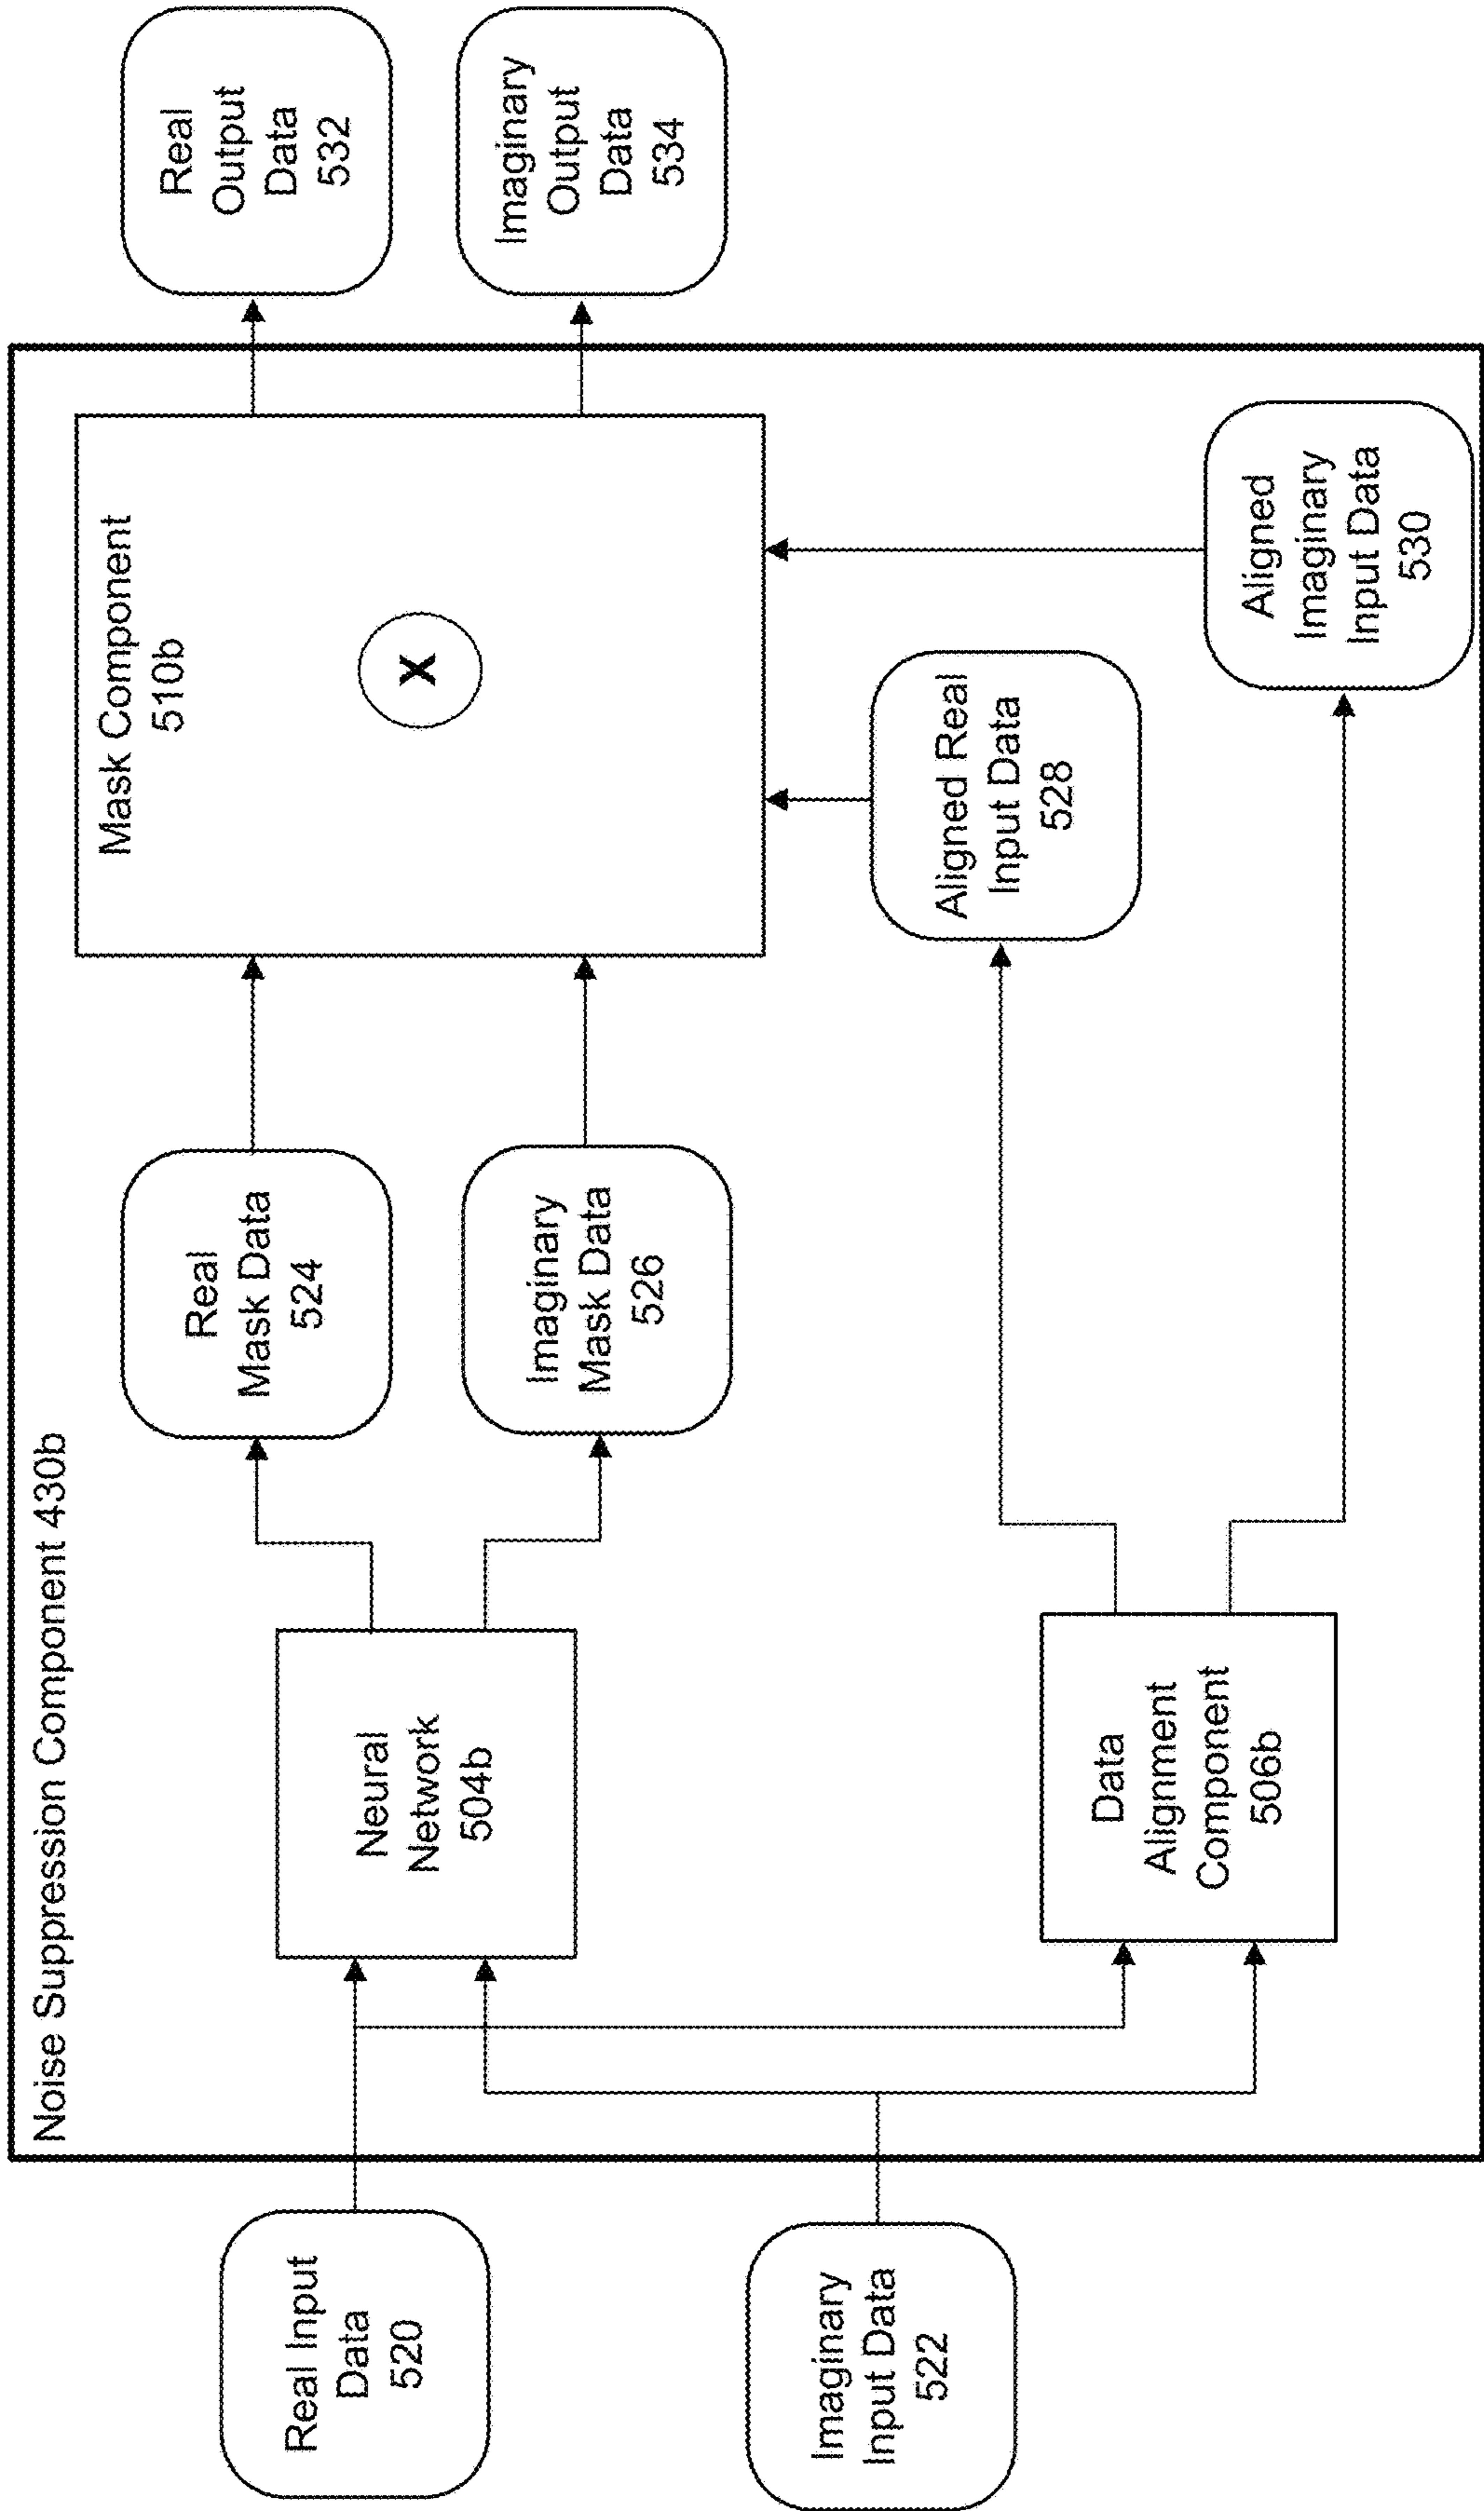 Noise Suppression Component 430b
Real Input
Data
520
Imaginary
Input Data
522
Neural
Network
504b
Data
Alignment
Component
506b
Real
Mask Data
524
Imaginary
Mask Data
526
Aligned Real
Input Data
528
Aligned
Imaginary
Input Data
530
Mask Component
510b
X
Real
Output
Data
532
Imaginary
Output
Data
534